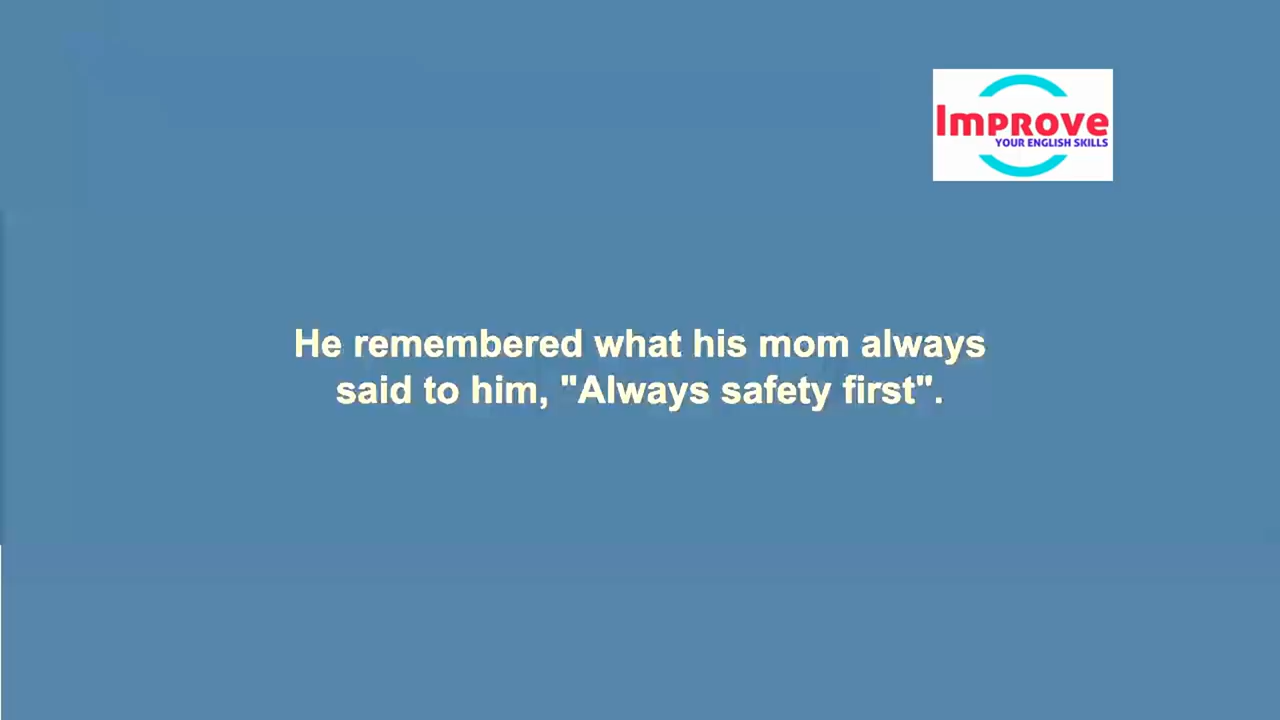 Improve
YOUR ENGLISH SKILLS
He remembered what his mom always
said to him, "Always safety first".